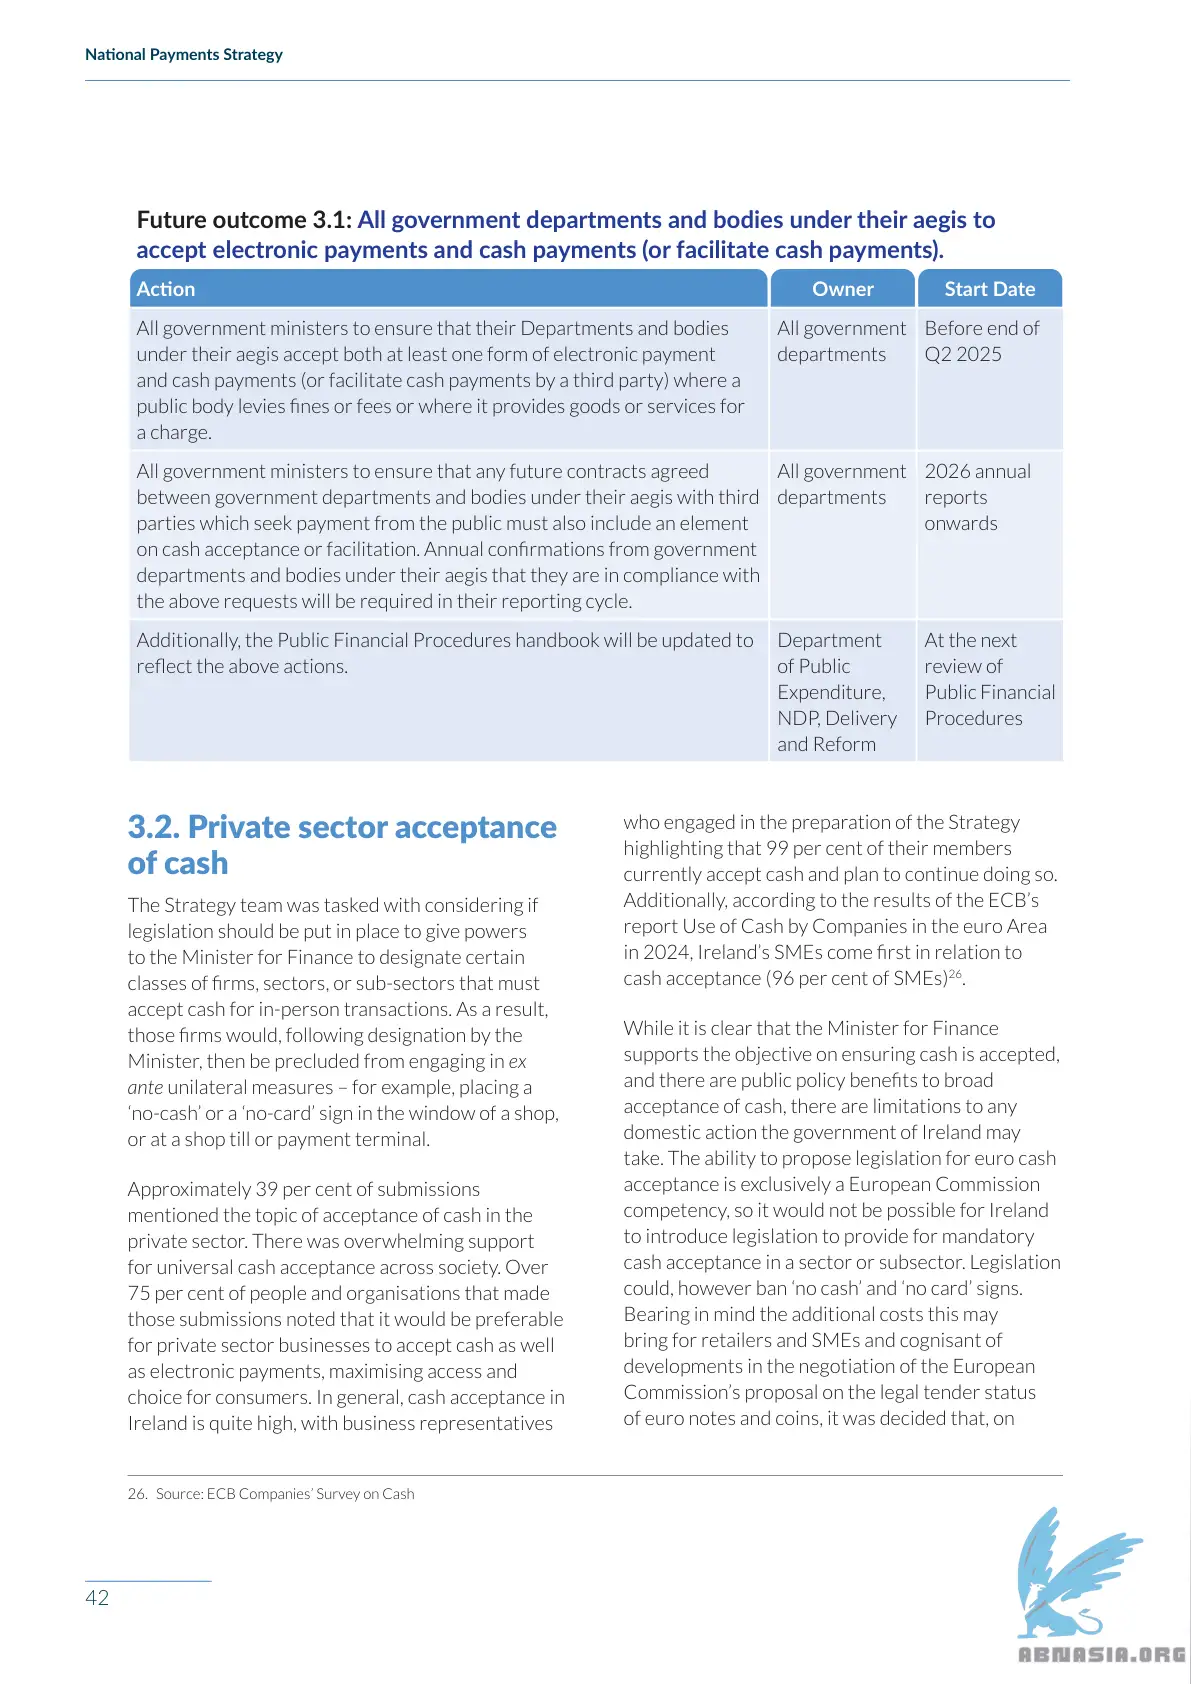 National Payments Strategy
Future outcome 3.1: All government departments and bodies under their aegis to
accept electronic payments and cash payments (or facilitate cash payments).
Action
Owner
Start Date
All government ministers to ensure that their Departments and bodies
under their aegis accept both at least one form of electronic payment
and cash payments (or facilitate cash payments by a third party) where a
public body levies fines or fees or where it provides goods or services for
a charge.
All government
departments
Before end of
Q2 2025
All government ministers to ensure that any future contracts agreed
between government departments and bodies under their aegis with third
parties which seek payment from the public must also include an element
on cash acceptance or facilitation. Annual confirmations from government
departments and bodies under their aegis that they are in compliance with
the above requests will be required in their reporting cycle.
All government
departments
2026 annual
reports
onwards
Additionally, the Public Financial Procedures handbook will be updated to
reflect the above actions.
Department
of Public
Expenditure,
NDP, Delivery
and Reform
At the next
review of
Public Financial
Procedures
3.2. Private sector acceptance
of cash
The Strategy team was tasked with considering if
legislation should be put in place to give powers
to the Minister for Finance to designate certain
classes of firms, sectors, or sub-sectors that must
accept cash for in-person transactions. As a result,
those firms would, following designation by the
Minister, then be precluded from engaging in ex
ante unilateral measures – for example, placing a
‘no-cash’ or a ‘no-card’ sign in the window of a shop,
or at a shop till or payment terminal.
Approximately 39 per cent of submissions
mentioned the topic of acceptance of cash in the
private sector. There was overwhelming support
for universal cash acceptance across society. Over
75 per cent of people and organisations that made
those submissions noted that it would be preferable
for private sector businesses to accept cash as well
as electronic payments, maximising access and
choice for consumers. In general, cash acceptance in
Ireland is quite high, with business representatives
who engaged in the preparation of the Strategy
highlighting that 99 per cent of their members
currently accept cash and plan to continue doing so.
Additionally, according to the results of the ECB’s
report Use of Cash by Companies in the euro Area
in 2024, Ireland’s SMEs come first in relation to
cash acceptance (96 per cent of SMEs)26.
While it is clear that the Minister for Finance
supports the objective on ensuring cash is accepted,
and there are public policy benefits to broad
acceptance of cash, there are limitations to any
domestic action the government of Ireland may
take. The ability to propose legislation for euro cash
acceptance is exclusively a European Commission
competency, so it would not be possible for Ireland
to introduce legislation to provide for mandatory
cash acceptance in a sector or subsector. Legislation
could, however ban ‘no cash’ and ‘no card’ signs.
Bearing in mind the additional costs this may
bring for retailers and SMEs and cognisant of
developments in the negotiation of the European
Commission’s proposal on the legal tender status
of euro notes and coins, it was decided that, on
26. Source: ECB Companies’ Survey on Cash
42
ABNASIA.ORG